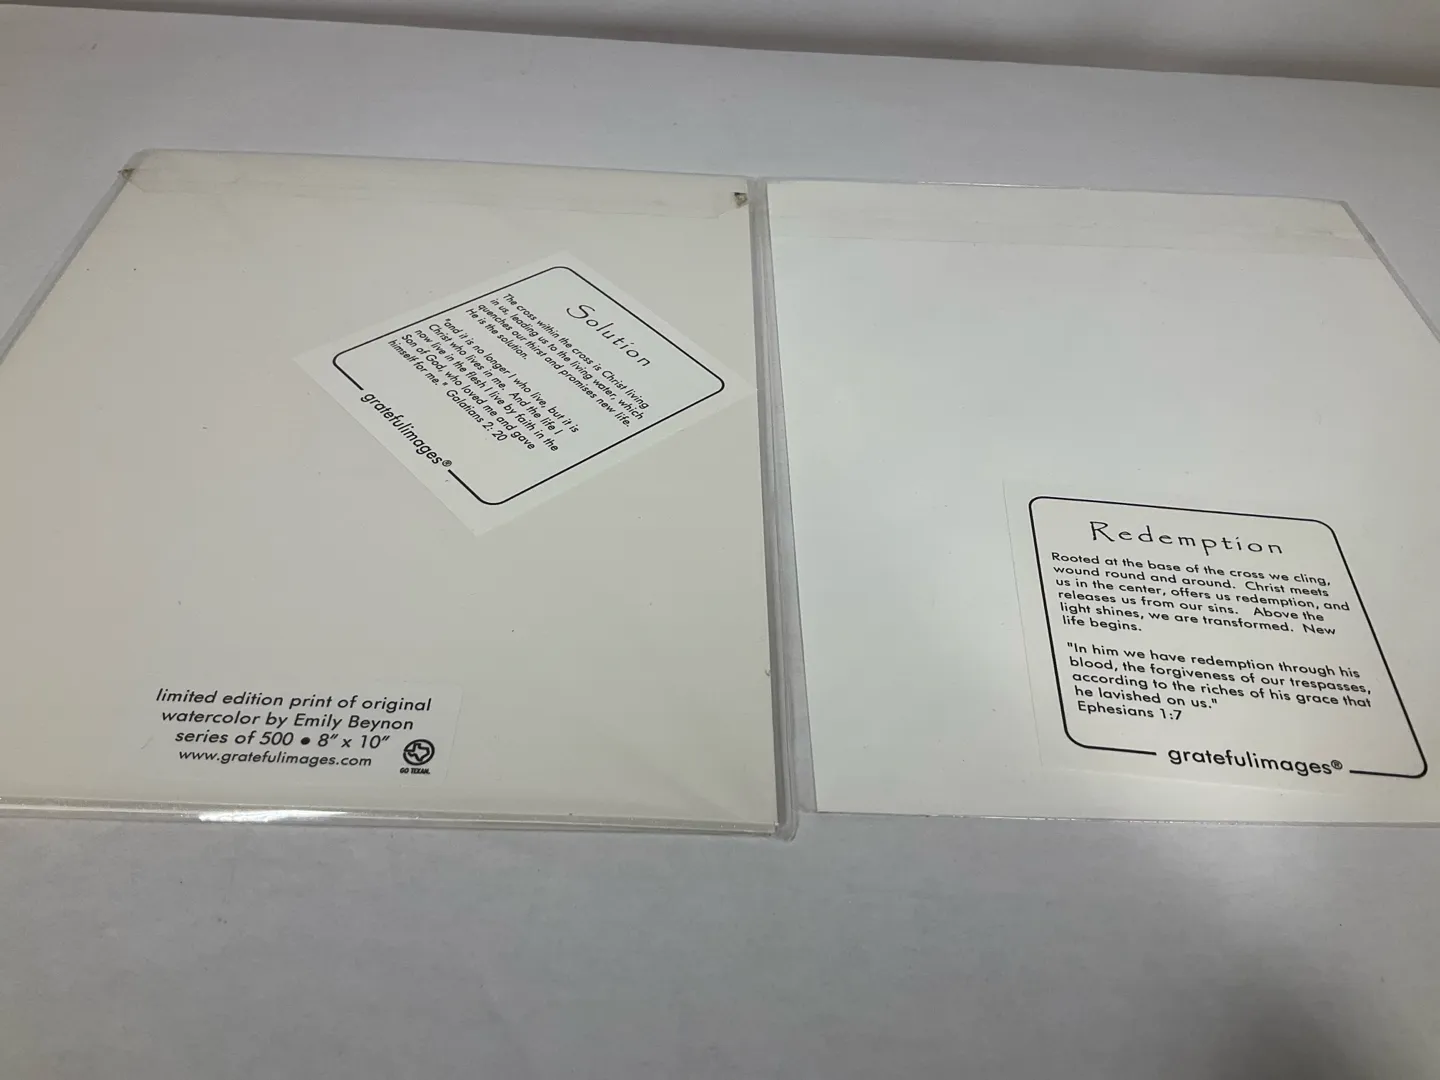 Solution
The cross within the cross is Christ living
in us, leading us to the living water, which
quenches our thirst and promises new life.
He is the solution.
"and it is no longer I who live, but it is
Christ who lives in me. And the life I
now live in the flesh I live by faith in the
Son of God, who loved me and gave
himself for me." Galatians 2: 20
gratefulimages®
limited edition print of original
watercolor by Emily Beynon
series of 500 • 8" x 10"
www.gratefulimages.com
GO TEXAN.
Redemption
Rooted at the base of the cross we cling,
wound round and around. Christ meets
us in the center, offers us redemption, and
releases us from our sins. Above the
light shines, we are transformed. New
life begins.
"In him we have redemption through his
blood, the forgiveness of our trespasses,
according to the riches of his grace that
he lavished on us."
Ephesians 1:7
gratefulimages®